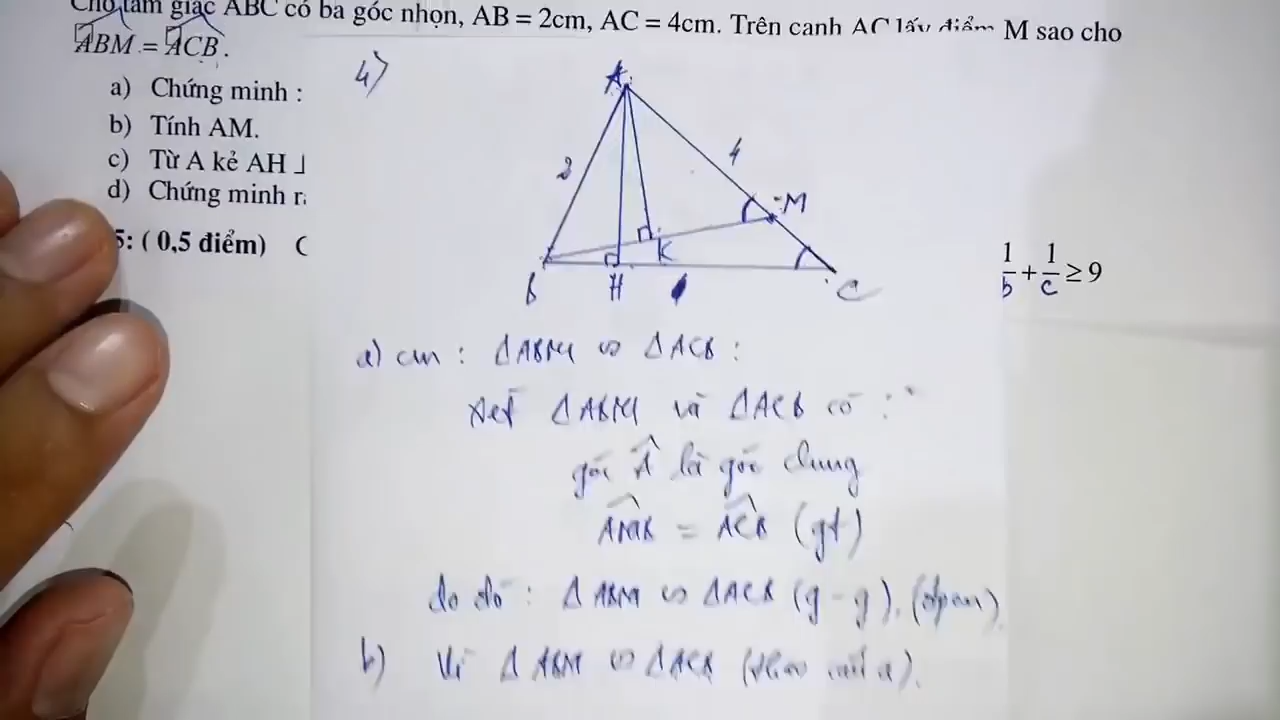 Cho tam giác ABC có ba góc nhọn, AB = 2cm, AC = 4cm. Trên cạnh AC lấy điểm M sao cho
ABM = ACB.
4)
a) Chứng minh :
b) Tính AM.
c) Từ A kẻ AH
d) Chứng minh
5: ( 0,5 điểm)
A
2
4
M
K
B
H
C
1/b + 1/c ≥ 9
a) cm : ΔABM ∽ ΔACB :
Xét ΔABM và ΔACB có :
góc Â là góc chung
AMB = ACB (gt)
do đó : ΔABM ∽ ΔACB (g-g). (đpcm)
b) Vì ΔABM ∽ ΔACB (theo câu a).